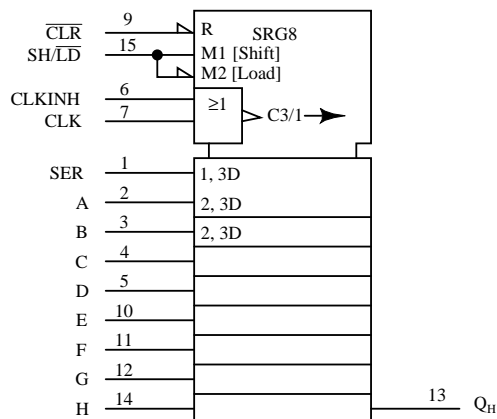 CLR 9 R SRG8
SH/LD 15 M1 [Shift]
M2 [Load]
CLKINH 6 ≥1
CLK 7 C3/1
SER 1 1, 3D
A 2 2, 3D
B 3 2, 3D
C 4
D 5
E 10
F 11
G 12
H 14 13 QH